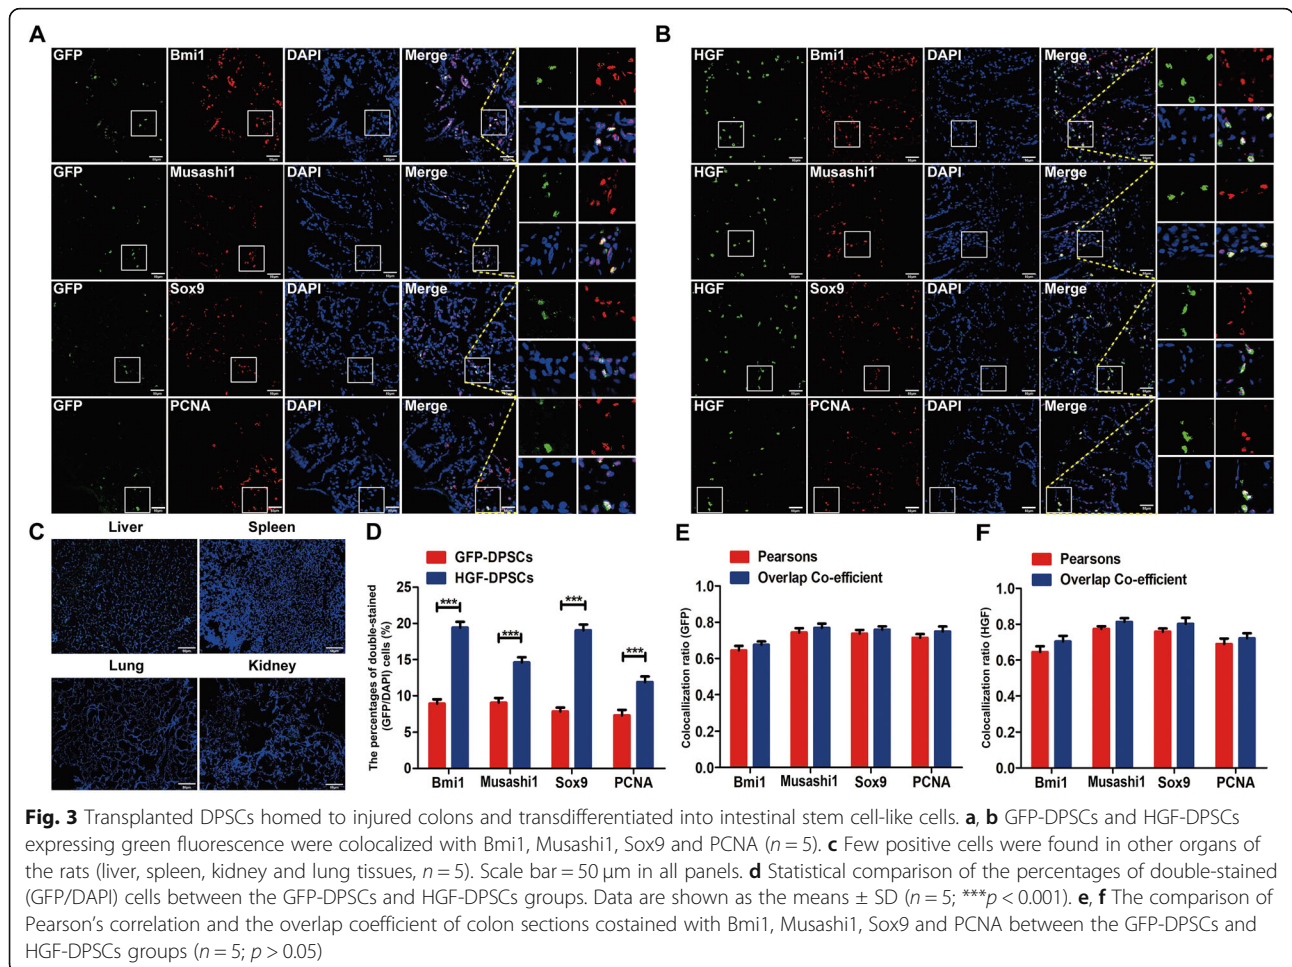 A
GFP Bmi1 DAPI Merge
GFP Musashi1 DAPI Merge
GFP Sox9 DAPI Merge
GFP PCNA DAPI Merge
B
HGF Bmi1 DAPI Merge
HGF Musashi1 DAPI Merge
HGF Sox9 DAPI Merge
HGF PCNA DAPI Merge
C
Liver Spleen
Lung Kidney
D
GFP-DPSCs
HGF-DPSCs
The percentages of double-stained
(GFP/DAPI) cells (%)
25
20
15
10
5
0
*** *** *** ***
Bmi1 Musashi1 Sox9 PCNA
E
Pearsons
Overlap Co-efficient
Colocallization ratio (GFP)
1.0
0.8
0.6
0.4
0.2
0.0
Bmi1 Musashi1 Sox9 PCNA
F
Pearsons
Overlap Co-efficient
Colocallization ratio (HGF)
1.0
0.8
0.6
0.4
0.2
0.0
Bmi1 Musashi1 Sox9 PCNA
Fig. 3 Transplanted DPSCs homed to injured colons and transdifferentiated into intestinal stem cell-like cells. a, b GFP-DPSCs and HGF-DPSCs
expressing green fluorescence were colocalized with Bmi1, Musashi1, Sox9 and PCNA (n = 5). c Few positive cells were found in other organs of
the rats (liver, spleen, kidney and lung tissues, n = 5). Scale bar = 50 μm in all panels. d Statistical comparison of the percentages of double-stained
(GFP/DAPI) cells between the GFP-DPSCs and HGF-DPSCs groups. Data are shown as the means ± SD (n = 5; ***p < 0.001). e, f The comparison of
Pearson's correlation and the overlap coefficient of colon sections costained with Bmi1, Musashi1, Sox9 and PCNA between the GFP-DPSCs and
HGF-DPSCs groups (n = 5; p > 0.05)